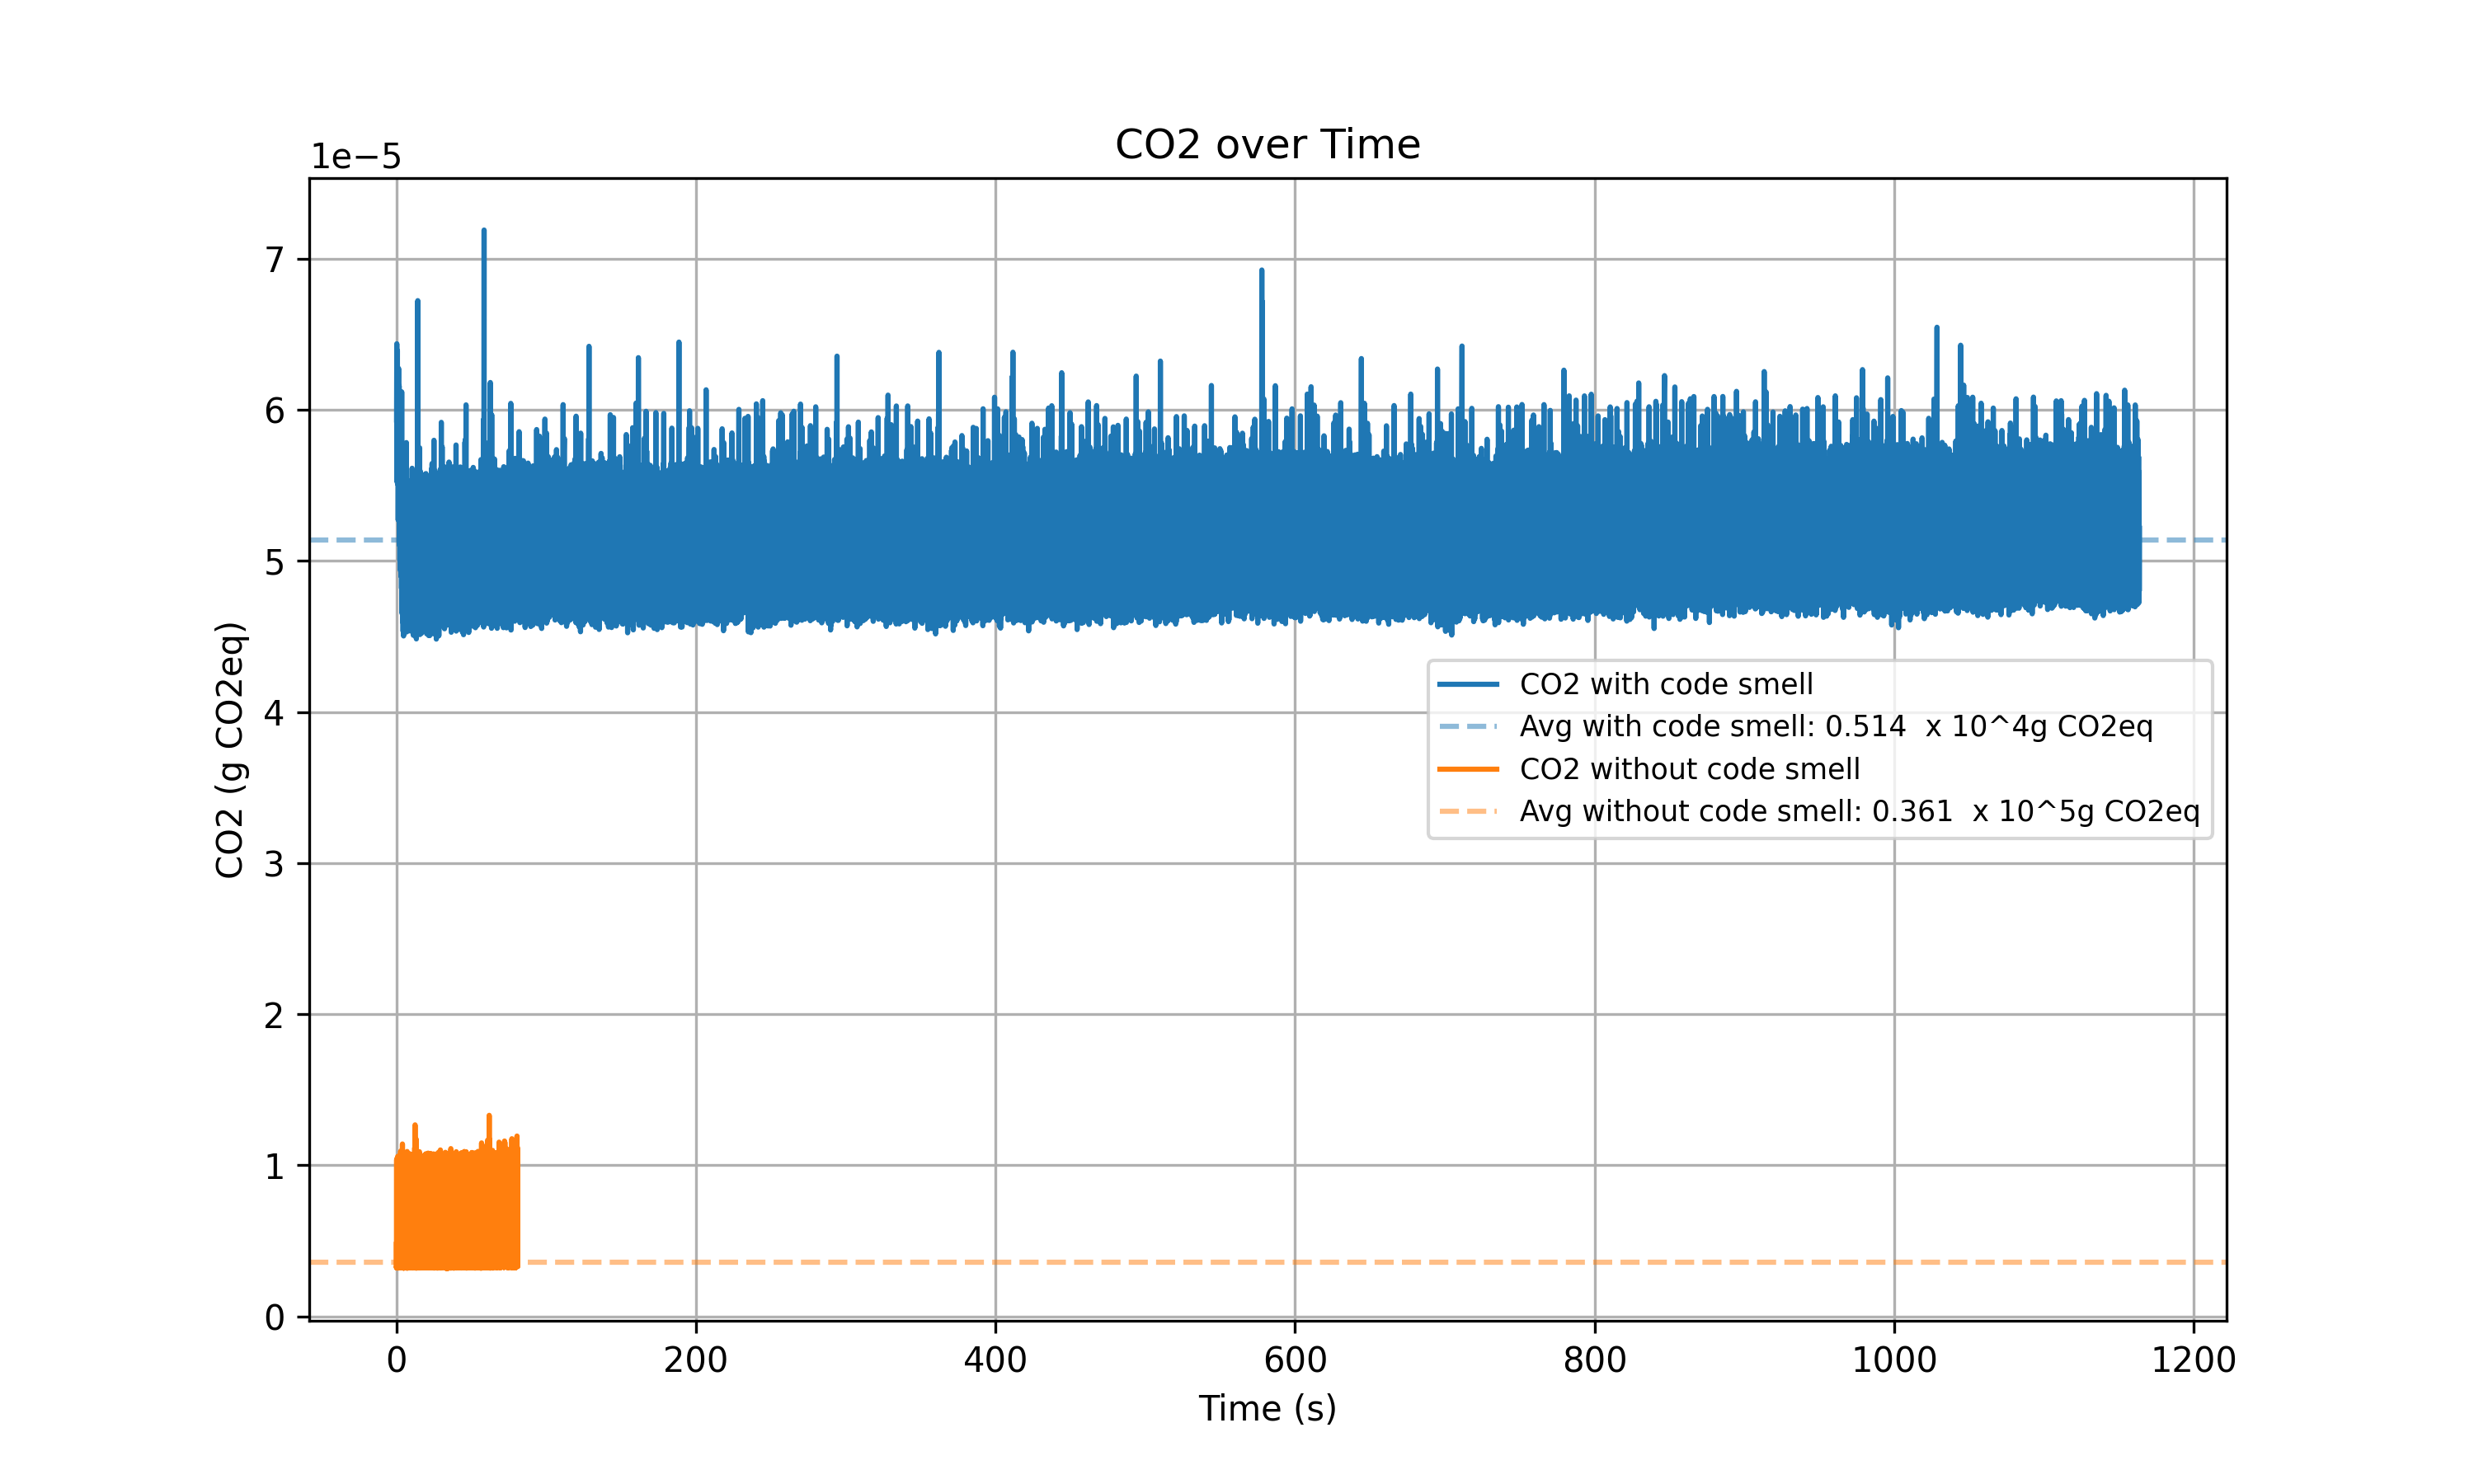 CO2 over Time
1e−5
7
6
5
4
3
2
1
0
CO2 (g CO2eq)
CO2 with code smell
Avg with code smell: 0.514  x 10^4g CO2eq
CO2 without code smell
Avg without code smell: 0.361  x 10^5g CO2eq
0 200 400 600 800 1000 1200
Time (s)